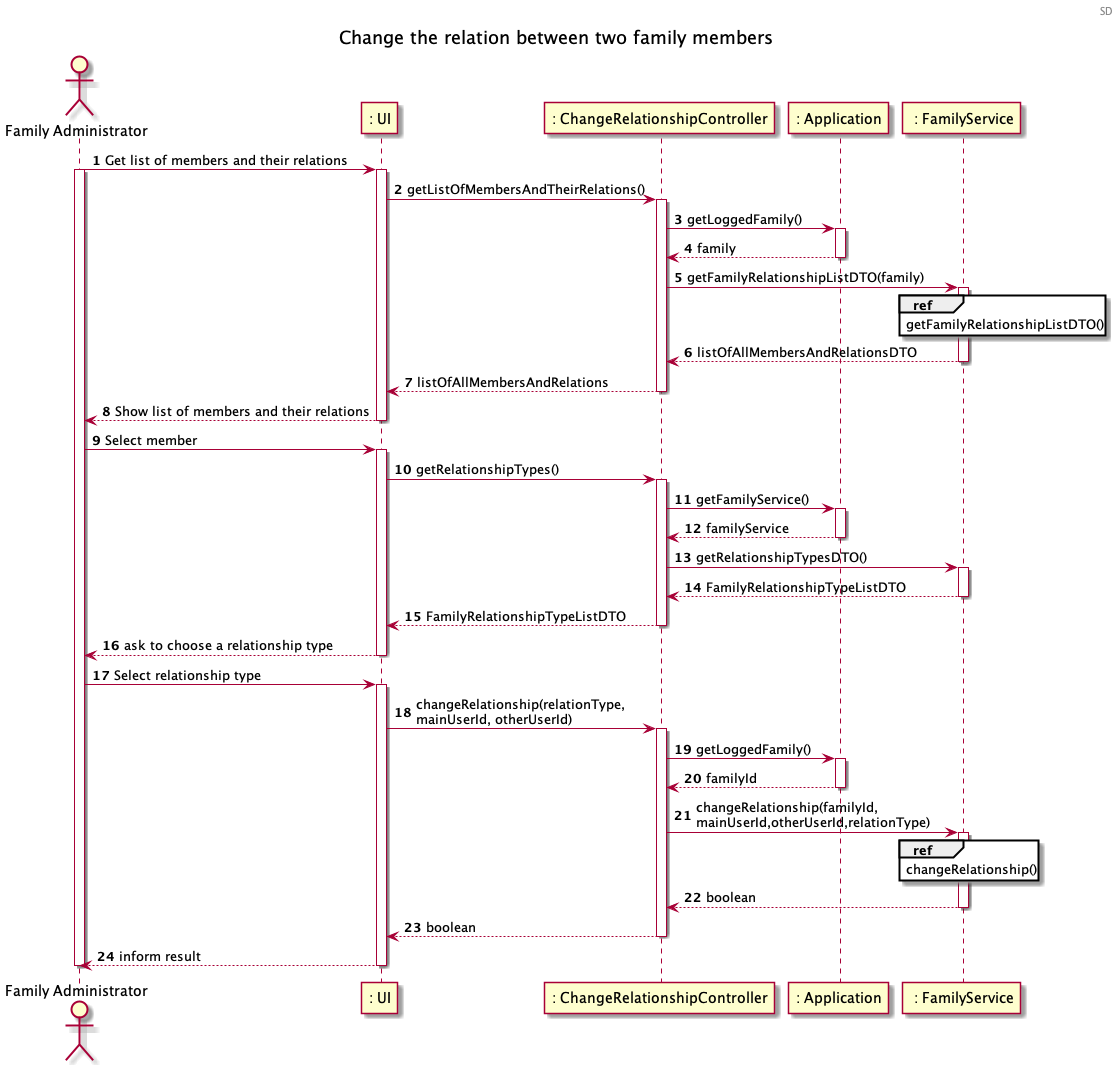 SD
Change the relation between two family members
Family Administrator
: UI
: ChangeRelationshipController
: Application
: FamilyService
1 Get list of members and their relations
2 getListOfMembersAndTheirRelations()
3 getLoggedFamily()
4 family
5 getFamilyRelationshipListDTO(family)
ref
getFamilyRelationshipListDTO()
6 listOfAllMembersAndRelationsDTO
7 listOfAllMembersAndRelations
8 Show list of members and their relations
9 Select member
10 getRelationshipTypes()
11 getFamilyService()
12 familyService
13 getRelationshipTypesDTO()
14 FamilyRelationshipTypeListDTO
15 FamilyRelationshipTypeListDTO
16 ask to choose a relationship type
17 Select relationship type
18 changeRelationship(relationType,
mainUserId, otherUserId)
19 getLoggedFamily()
20 familyId
21 changeRelationship(familyId,
mainUserId,otherUserId,relationType)
ref
changeRelationship()
22 boolean
23 boolean
24 inform result
Family Administrator
: UI
: ChangeRelationshipController
: Application
: FamilyService